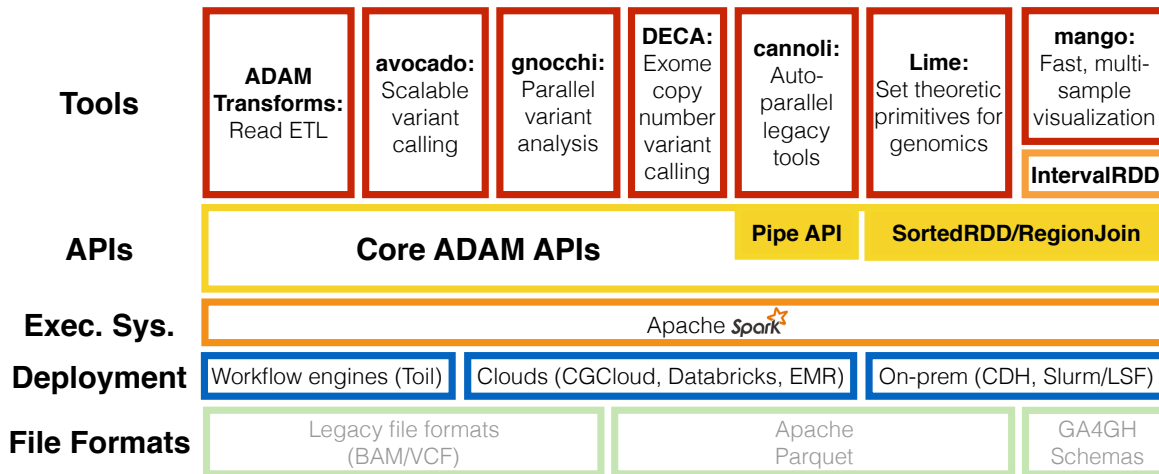 Tools
ADAM
Transforms:
Read ETL
avocado:
Scalable
variant
calling
gnocchi:
Parallel
variant
analysis
DECA:
Exome
copy
number
variant
calling
cannoli:
Auto-
parallel
legacy
tools
Lime:
Set theoretic
primitives for
genomics
mango:
Fast, multi-
sample
visualization
IntervalRDD
APIs
Core ADAM APIs
Pipe API
SortedRDD/RegionJoin
Exec. Sys.
Apache Spark
Deployment
Workflow engines (Toil)
Clouds (CGCloud, Databricks, EMR)
On-prem (CDH, Slurm/LSF)
File Formats
Legacy file formats
(BAM/VCF)
Apache
Parquet
GA4GH
Schemas